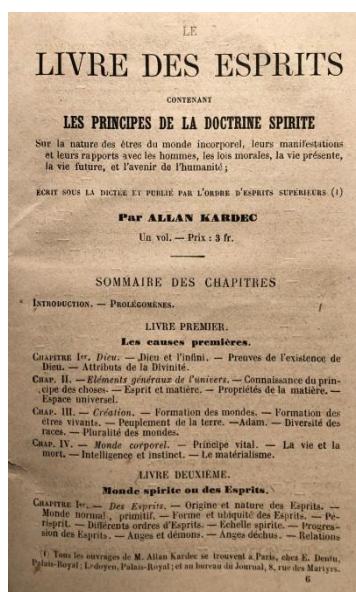 LE
LIVRE DES ESPRITS
CONTENANT
LES PRINCIPES DE LA DOCTRINE SPIRITE
Sur la nature des êtres du monde incorporel, leurs manifestations
et leurs rapports avec les hommes, les lois morales, la vie présente,
la vie future, et l'avenir de l'humanité ;
ÉCRIT SOUS LA DICTÉE ET PUBLIÉ PAR L'ORDRE D'ESPRITS SUPÉRIEURS (1)
Par ALLAN KARDEC
Un vol. — Prix : 3 fr.
SOMMAIRE DES CHAPITRES
INTRODUCTION. — PROLÉGOMÈNES.
LIVRE PREMIER.
Les causes premières.
CHAPITRE Ier. Dieu. — Dieu et l'infini. — Preuves de l'existence de
Dieu. — Attributs de la Divinité.
CHAP. II. — Eléments généraux de l'univers. — Connaissance du prin-
cipe des choses. — Esprit et matière. — Propriétés de la matière. —
Espace universel.
CHAP. III. — Création. — Formation des mondes. — Formation des
êtres vivants. — Peuplement de la terre. — Adam. — Diversité des
races. — Pluralité des mondes.
CHAP. IV. — Monde corporel. — Principe vital. — La vie et la
mort. — Intelligence et instinct. — Le matérialisme.
LIVRE DEUXIÈME.
Monde spirite ou des Esprits.
CHAPITRE Ier. — Des Esprits. — Origine et nature des Esprits. —
Monde normal, primitif. — Forme et ubiquité des Esprits. — Pé-
risprit. — Différents ordres d'Esprits. — Echelle spirite. — Progres-
sion des Esprits. — Anges et démons. — Anges déchus. — Relations
(1) Tous les ouvrages de M. Allan Kardec se trouvent à Paris, chez E. Dentu,
Palais-Royal; Ledoyen, Palais-Royal; et au bureau du Journal, 8, rue des Martyrs.
6